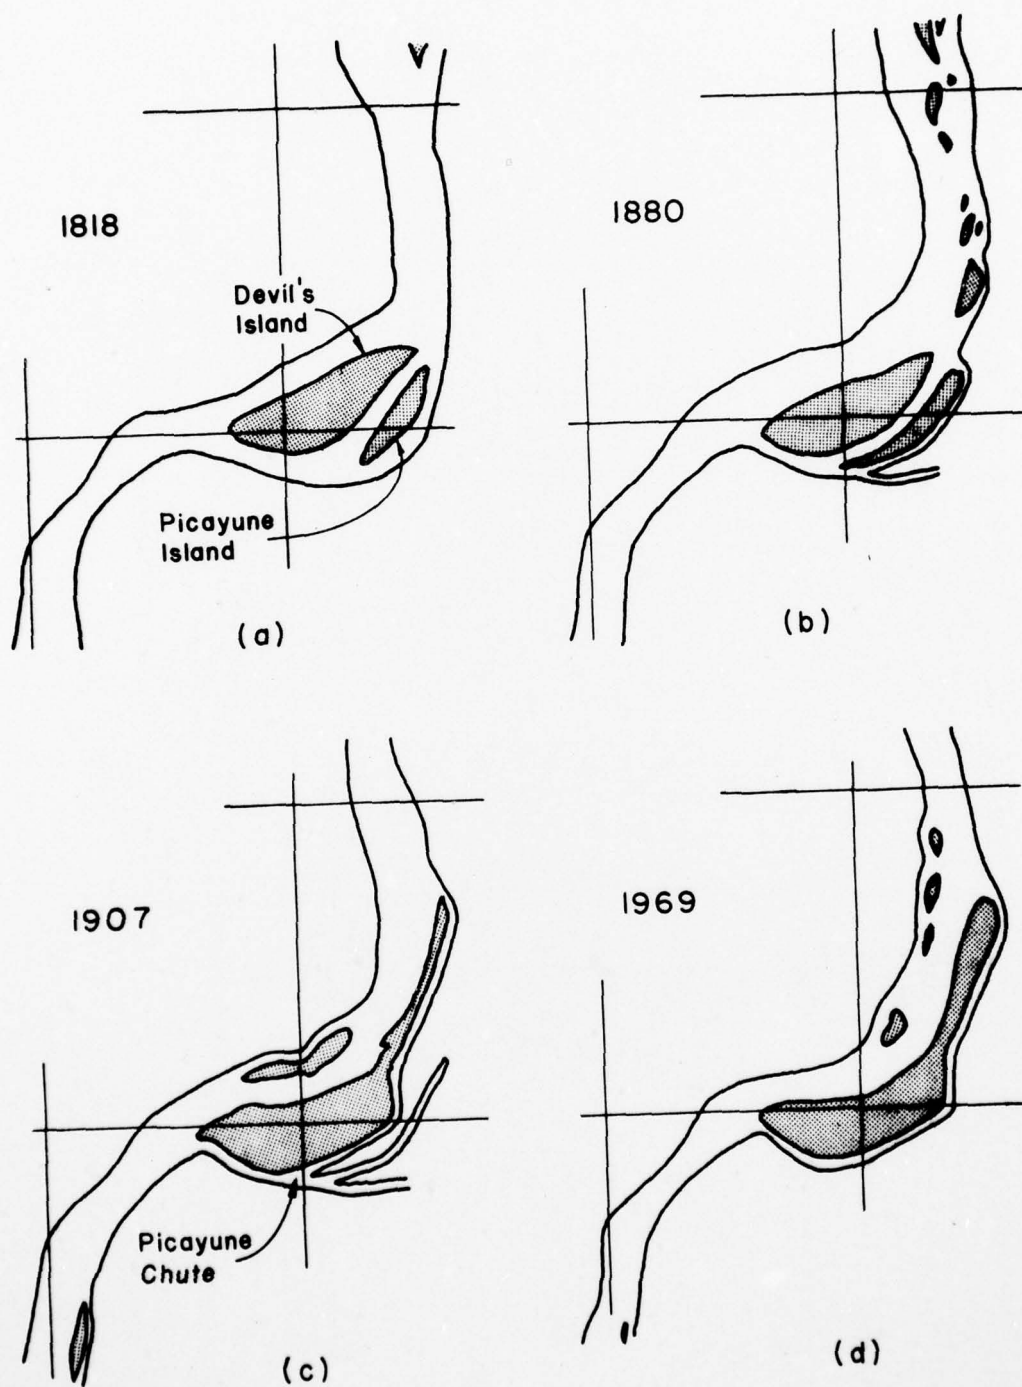 1818
Devil's
Island
Picayune
Island
(a)
1880
(b)
1907
Picayune
Chute
(c)
1969
(d)